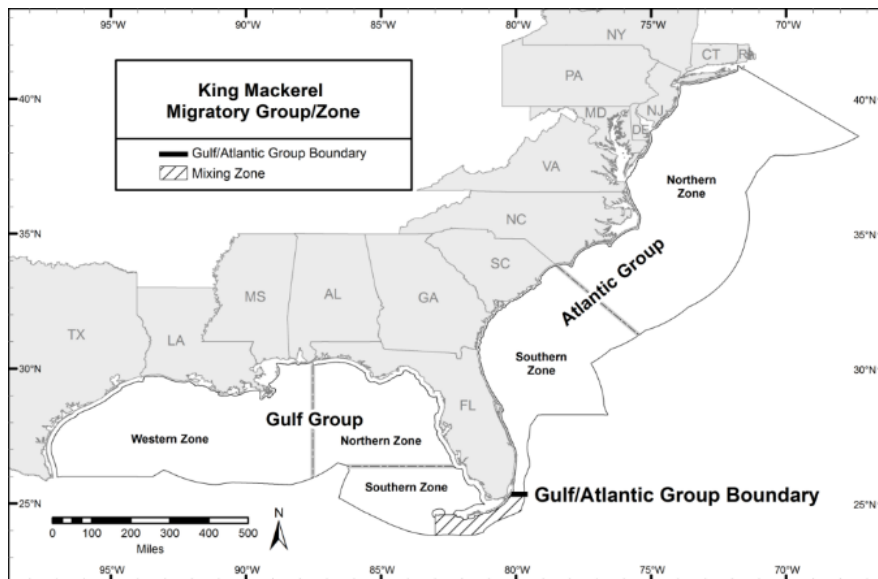 95°W 90°W 85°W 80°W 75°W 70°W
King Mackerel
Migratory Group/Zone
Gulf/Atlantic Group Boundary
Mixing Zone
NY
CT
RI
PA
40°N
40°N
NJ
MD
DE
VA
Northern
Zone
NC
35°N
35°N
SC
Atlantic Group
MS
AL
GA
TX
LA
30°N
30°N
Southern
Zone
FL
Gulf Group
Western Zone
Northern Zone
Southern Zone
25°N
25°N
Gulf/Atlantic Group Boundary
N
0 25 50 100 200 300 400 500
Miles
95°W 90°W 85°W 80°W 75°W 70°W